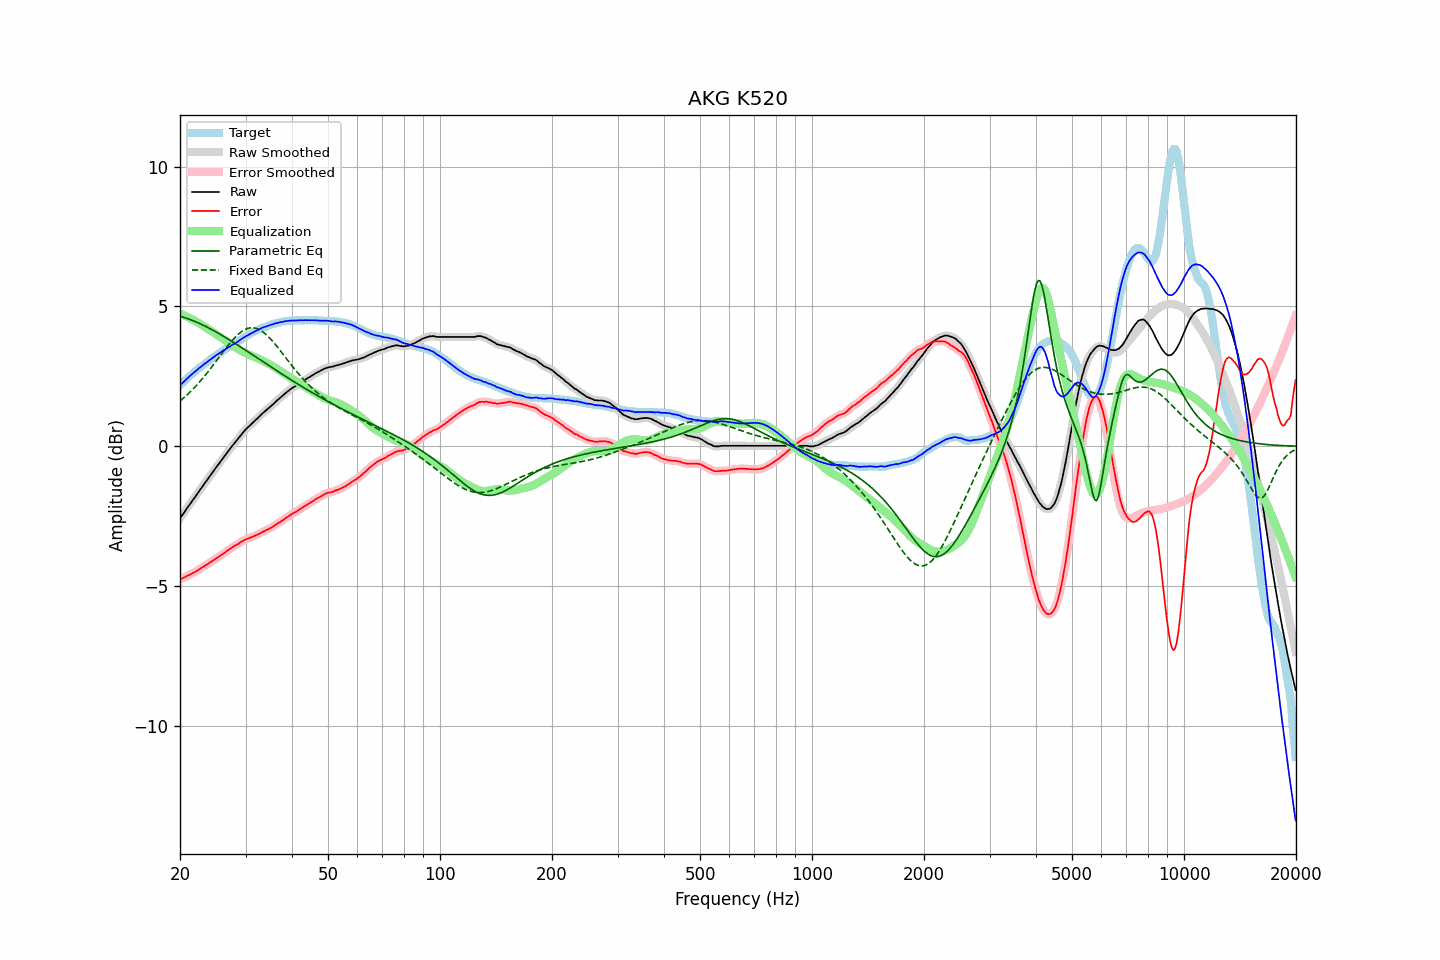 AKG K520
Target
Raw Smoothed
Error Smoothed
Raw
Error
Equalization
Parametric Eq
Fixed Band Eq
Equalized
10
5
0
−5
−10
Amplitude (dBr)
20
50
100
200
500
1000
2000
5000
10000
20000
Frequency (Hz)